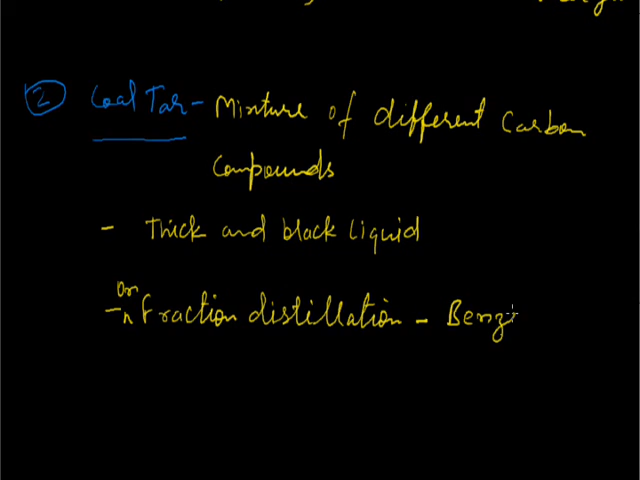 ② Coal Tar - Mixture of different Carbon
Compounds
- Thick and black liquid
- On Fraction distillation - Benz